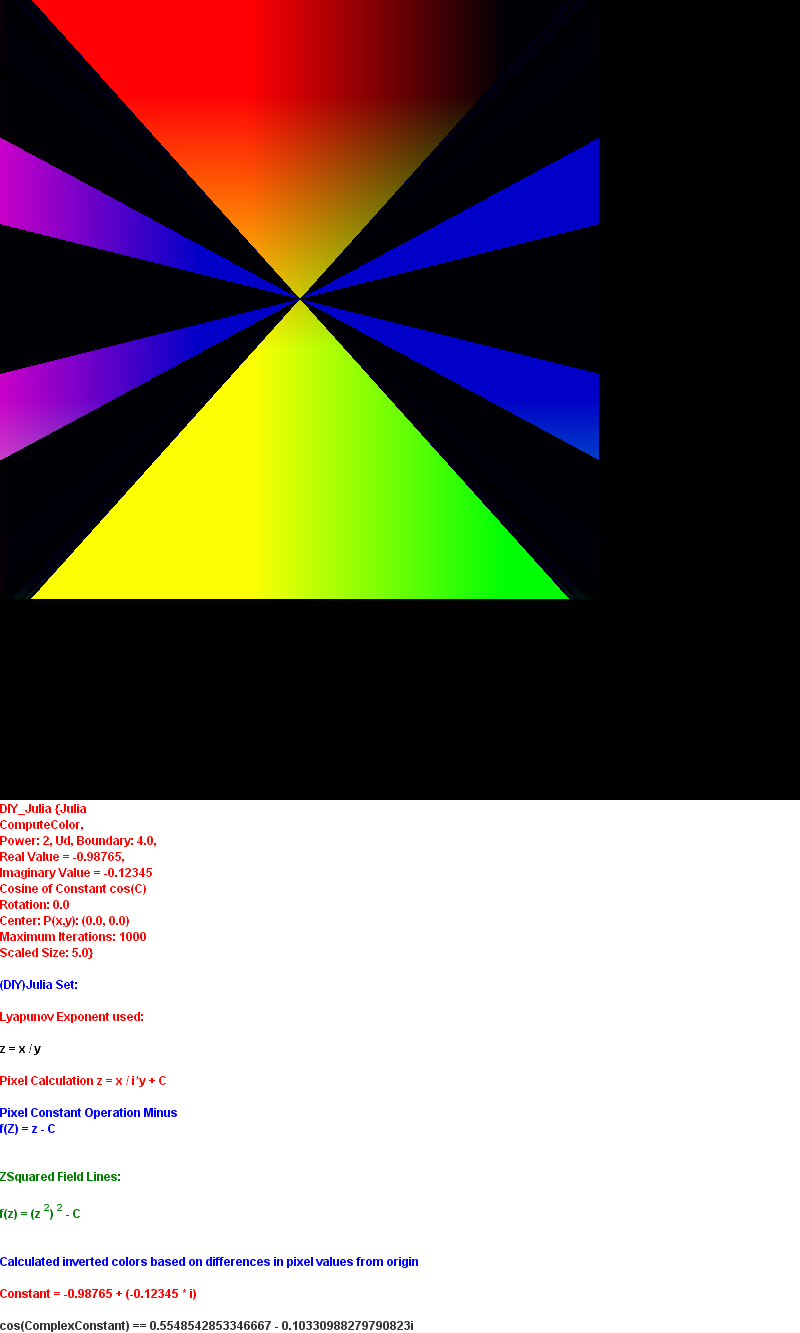 DIY_Julia {Julia
ComputeColor,
Power: 2, Ud, Boundary: 4.0,
Real Value = -0.98765,
Imaginary Value = -0.12345
Cosine of Constant cos(C)
Rotation: 0.0
Center: P(x,y): (0.0, 0.0)
Maximum Iterations: 1000
Scaled Size: 5.0}
(DIY)Julia Set:
Lyapunov Exponent used:
z = x / y
Pixel Calculation z = x / i*y + C
Pixel Constant Operation Minus
f(Z) = z - C
ZSquared Field Lines:
f(z) = (z ²) ² - C
Calculated inverted colors based on differences in pixel values from origin
Constant = -0.98765 + (-0.12345 * i)
cos(ComplexConstant) == 0.5548542853346667 - 0.10330988279790823i